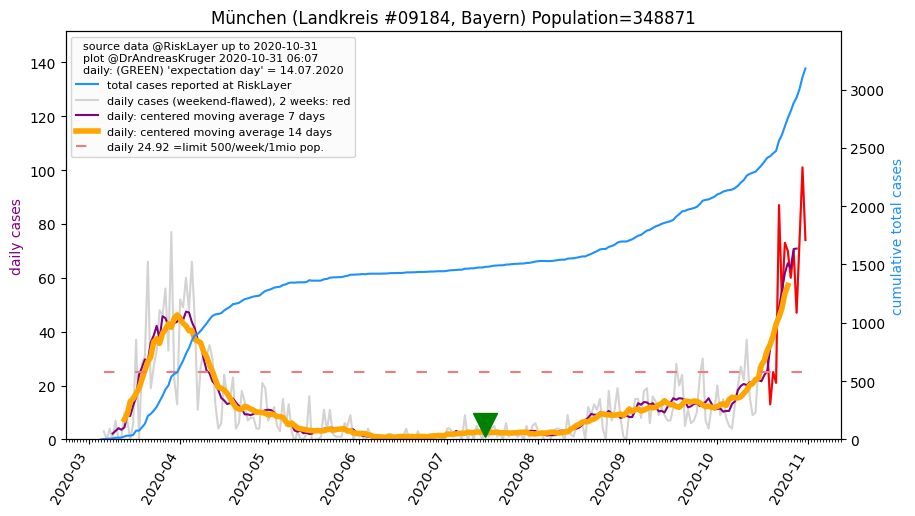 München (Landkreis #09184, Bayern) Population=348871
source data @RiskLayer up to 2020-10-31
plot @DrAndreasKruger 2020-10-31 06:07
daily: (GREEN) 'expectation day' = 14.07.2020
total cases reported at RiskLayer
daily cases (weekend-flawed), 2 weeks: red
daily: centered moving average 7 days
daily: centered moving average 14 days
daily 24.92 =limit 500/week/1mio pop.
daily cases
140
120
100
80
60
40
20
0
cumulative total cases
3000
2500
2000
1500
1000
500
0
2020-03
2020-04
2020-05
2020-06
2020-07
2020-08
2020-09
2020-10
2020-11